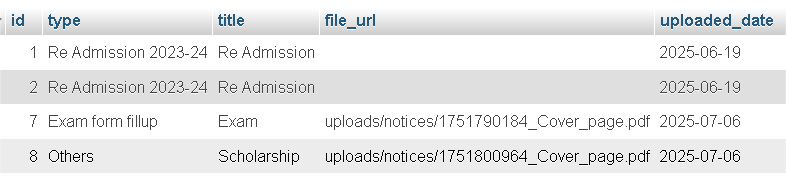 id type title file_url uploaded_date
1 Re Admission 2023-24 Re Admission 2025-06-19
2 Re Admission 2023-24 Re Admission 2025-06-19
7 Exam form fillup Exam uploads/notices/1751790184_Cover_page.pdf 2025-07-06
8 Others Scholarship uploads/notices/1751800964_Cover_page.pdf 2025-07-06